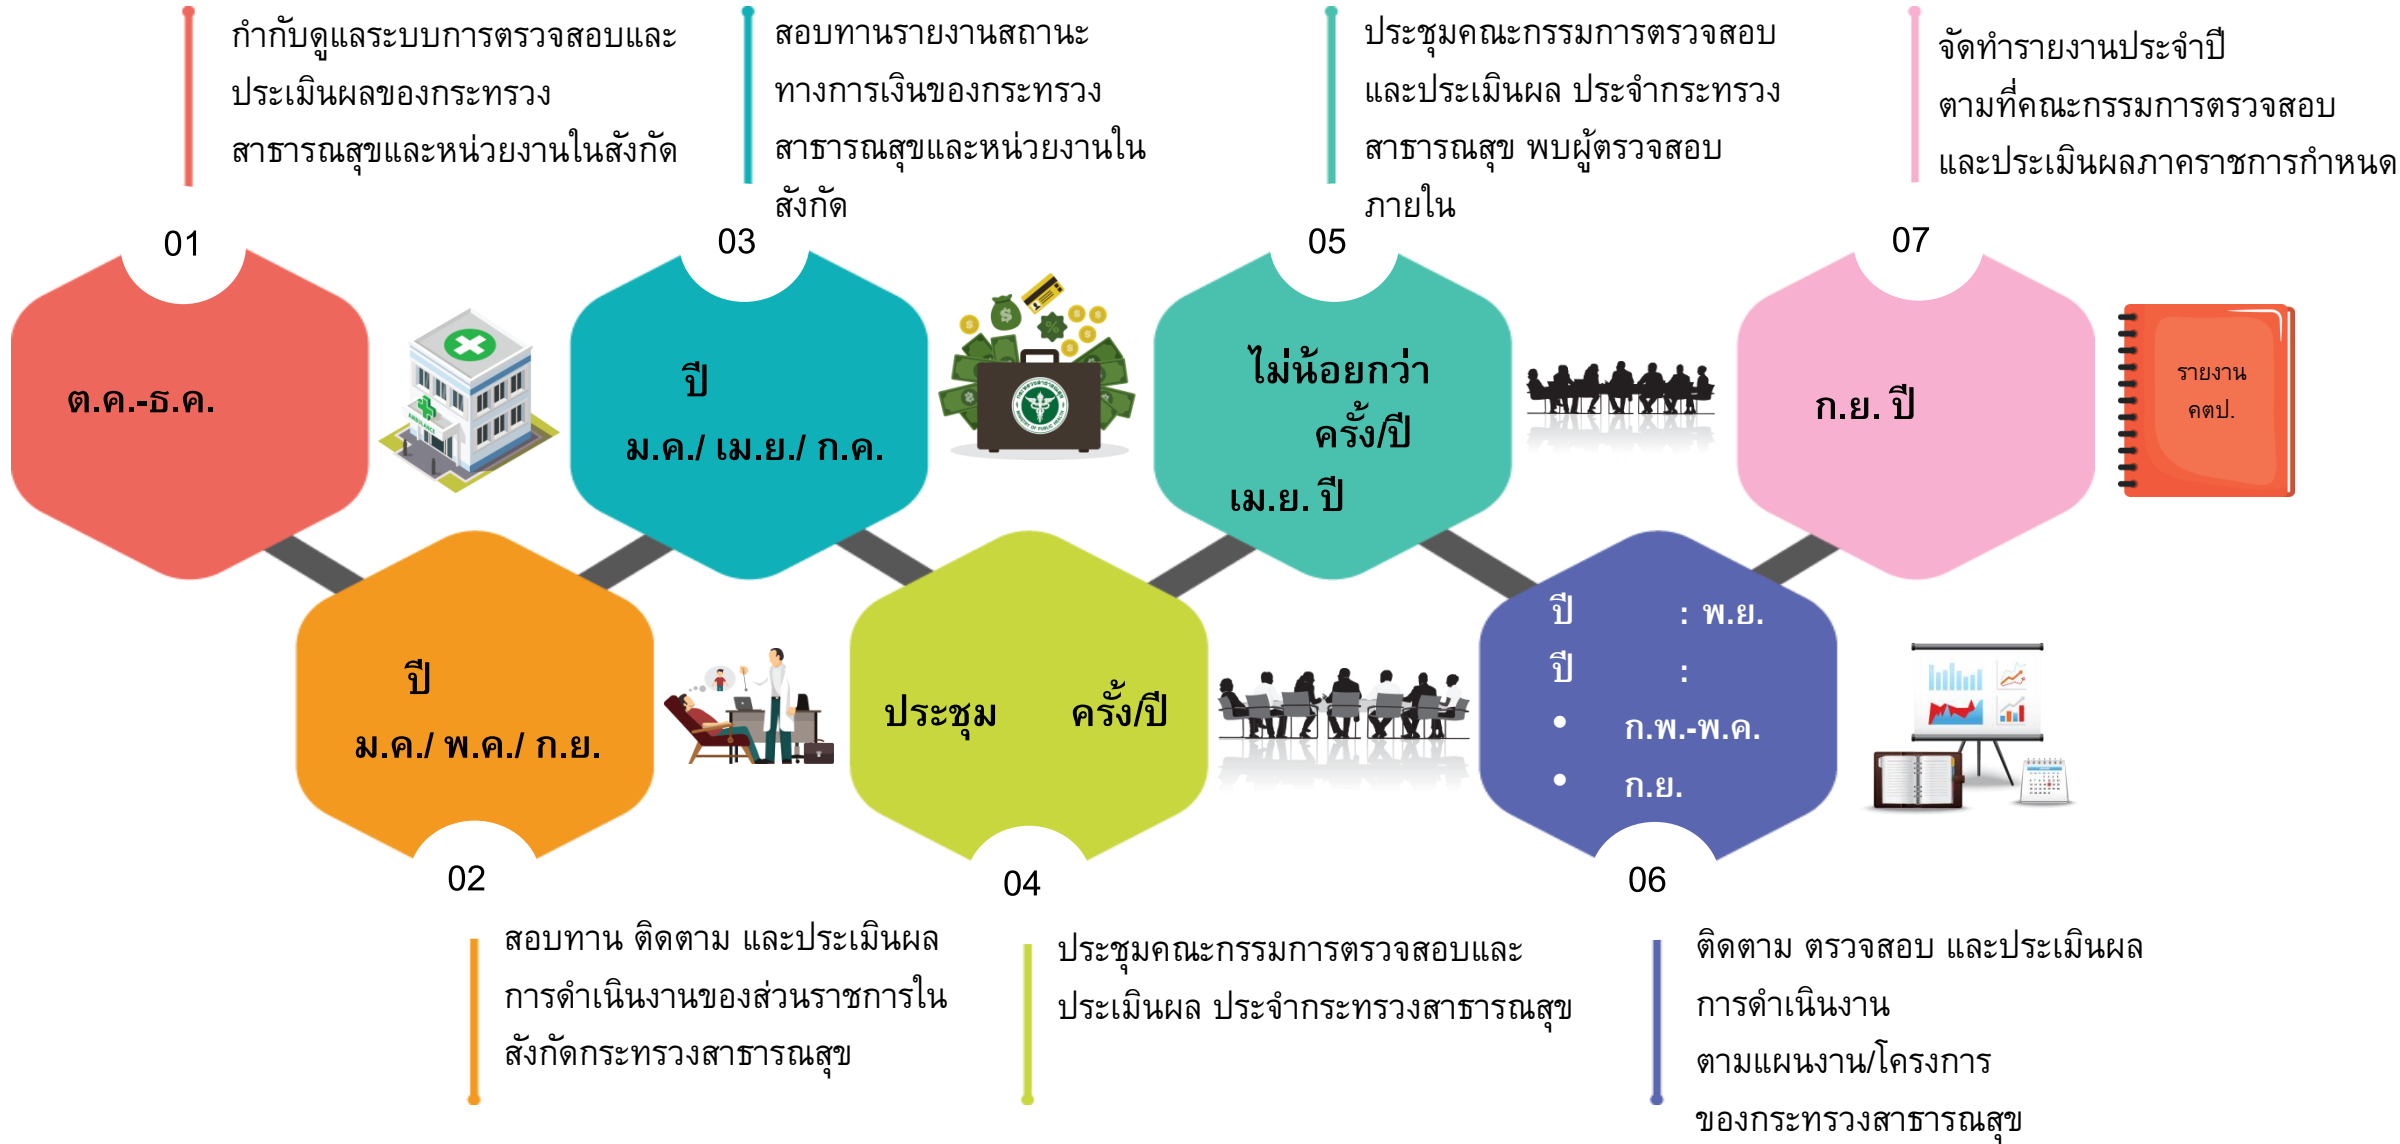 กำกับดูแลระบบการตรวจสอบและ
ประเมินผลของกระทรวง
สาธารณสุขและหน่วยงานในสังกัด
01
ต.ค.-ธ.ค.
ปี
ม.ค./ พ.ค./ ก.ย.
02
สอบทาน ติดตาม และประเมินผล
การดำเนินงานของส่วนราชการใน
สังกัดกระทรวงสาธารณสุข
สอบทานรายงานสถานะ
ทางการเงินของกระทรวง
สาธารณสุขและหน่วยงานใน
สังกัด
03
ปี
ม.ค./ เม.ย./ ก.ค.
ประชุม ครั้ง/ปี
04
ประชุมคณะกรรมการตรวจสอบและ
ประเมินผล ประจำกระทรวงสาธารณสุข
ประชุมคณะกรรมการตรวจสอบ
และประเมินผล ประจำกระทรวง
สาธารณสุข พบผู้ตรวจสอบ
ภายใน
05
ไม่น้อยกว่า
ครั้ง/ปี
เม.ย. ปี
ปี : พ.ย.
ปี :
• ก.พ.-พ.ค.
• ก.ย.
06
ติดตาม ตรวจสอบ และประเมินผล
การดำเนินงาน
ตามแผนงาน/โครงการ
ของกระทรวงสาธารณสุข
จัดทำรายงานประจำปี
ตามที่คณะกรรมการตรวจสอบ
และประเมินผลภาคราชการกำหนด
07
ก.ย. ปี
รายงาน
คตป.